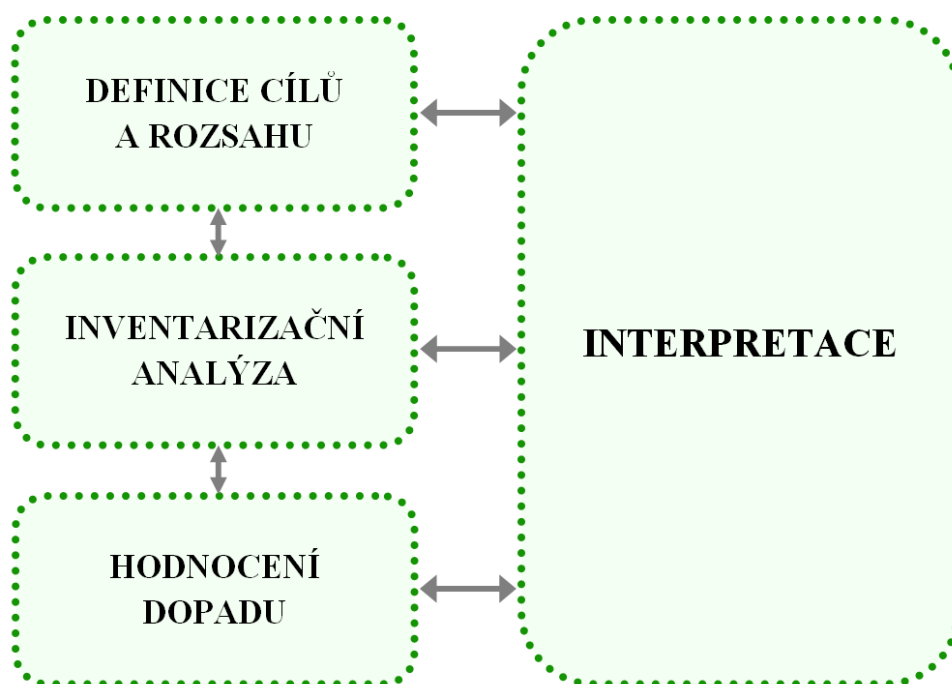 DEFINICE CÍLŮ
A ROZSAHU
INVENTARIZAČNÍ
ANALÝZA
INTERPRETACE
HODNOCENÍ
DOPADU